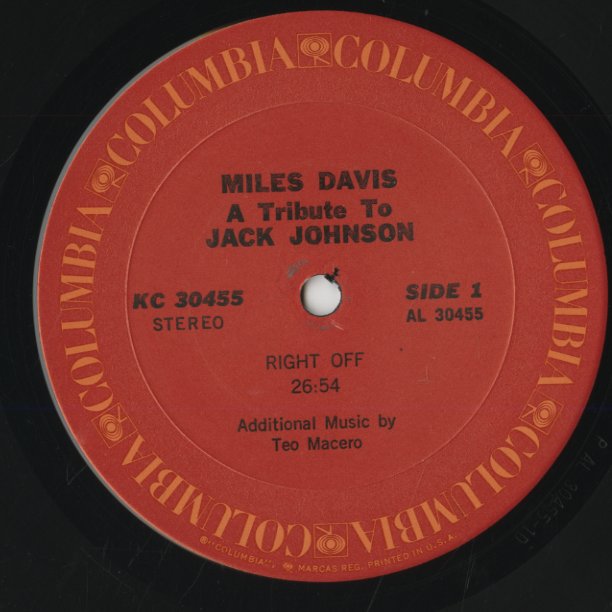 COLUMBIA COLUMBIA COLUMBIA COLUMBIA COLUMBIA COLUMBIA
MILES DAVIS
A Tribute To
JACK JOHNSON
KC 30455
STEREO
SIDE 1
AL 30455
RIGHT OFF
26:54
Additional Music by
Teo Macero
®"COLUMBIA", MARCAS REG. PRINTED IN U.S.A.